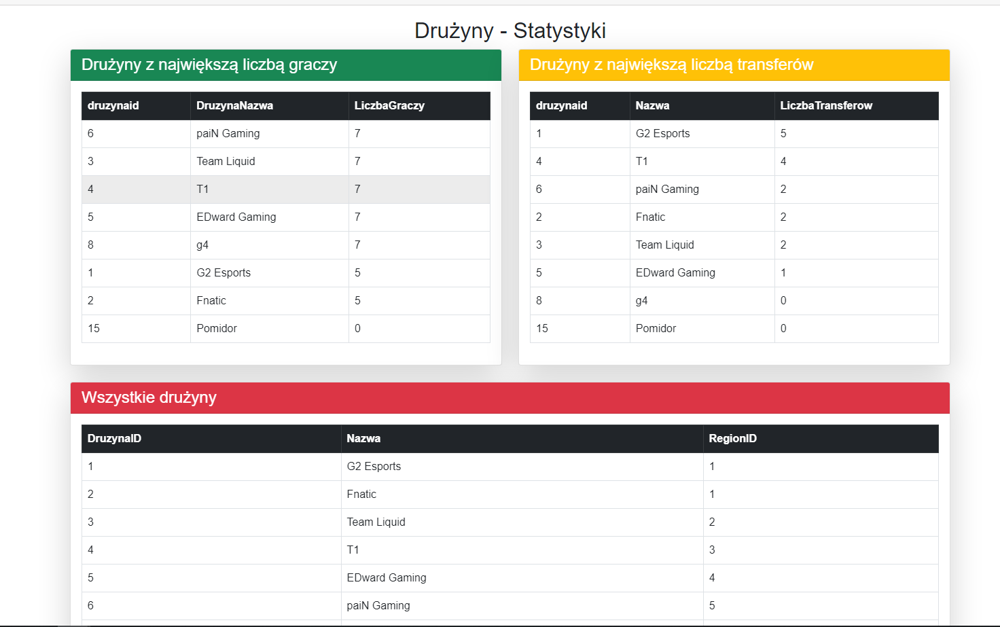 Drużyny - Statystyki
Drużyny z największą liczbą graczy
druzynaid DruzynaNazwa LiczbaGraczy
6 paiN Gaming 7
3 Team Liquid 7
4 T1 7
5 EDward Gaming 7
8 g4 7
1 G2 Esports 5
2 Fnatic 5
15 Pomidor 0
Drużyny z największą liczbą transferów
druzynaid Nazwa LiczbaTransferow
1 G2 Esports 5
4 T1 4
6 paiN Gaming 2
2 Fnatic 2
3 Team Liquid 2
5 EDward Gaming 1
8 g4 0
15 Pomidor 0
Wszystkie drużyny
DruzynaID Nazwa RegionID
1 G2 Esports 1
2 Fnatic 1
3 Team Liquid 2
4 T1 3
5 EDward Gaming 4
6 paiN Gaming 5